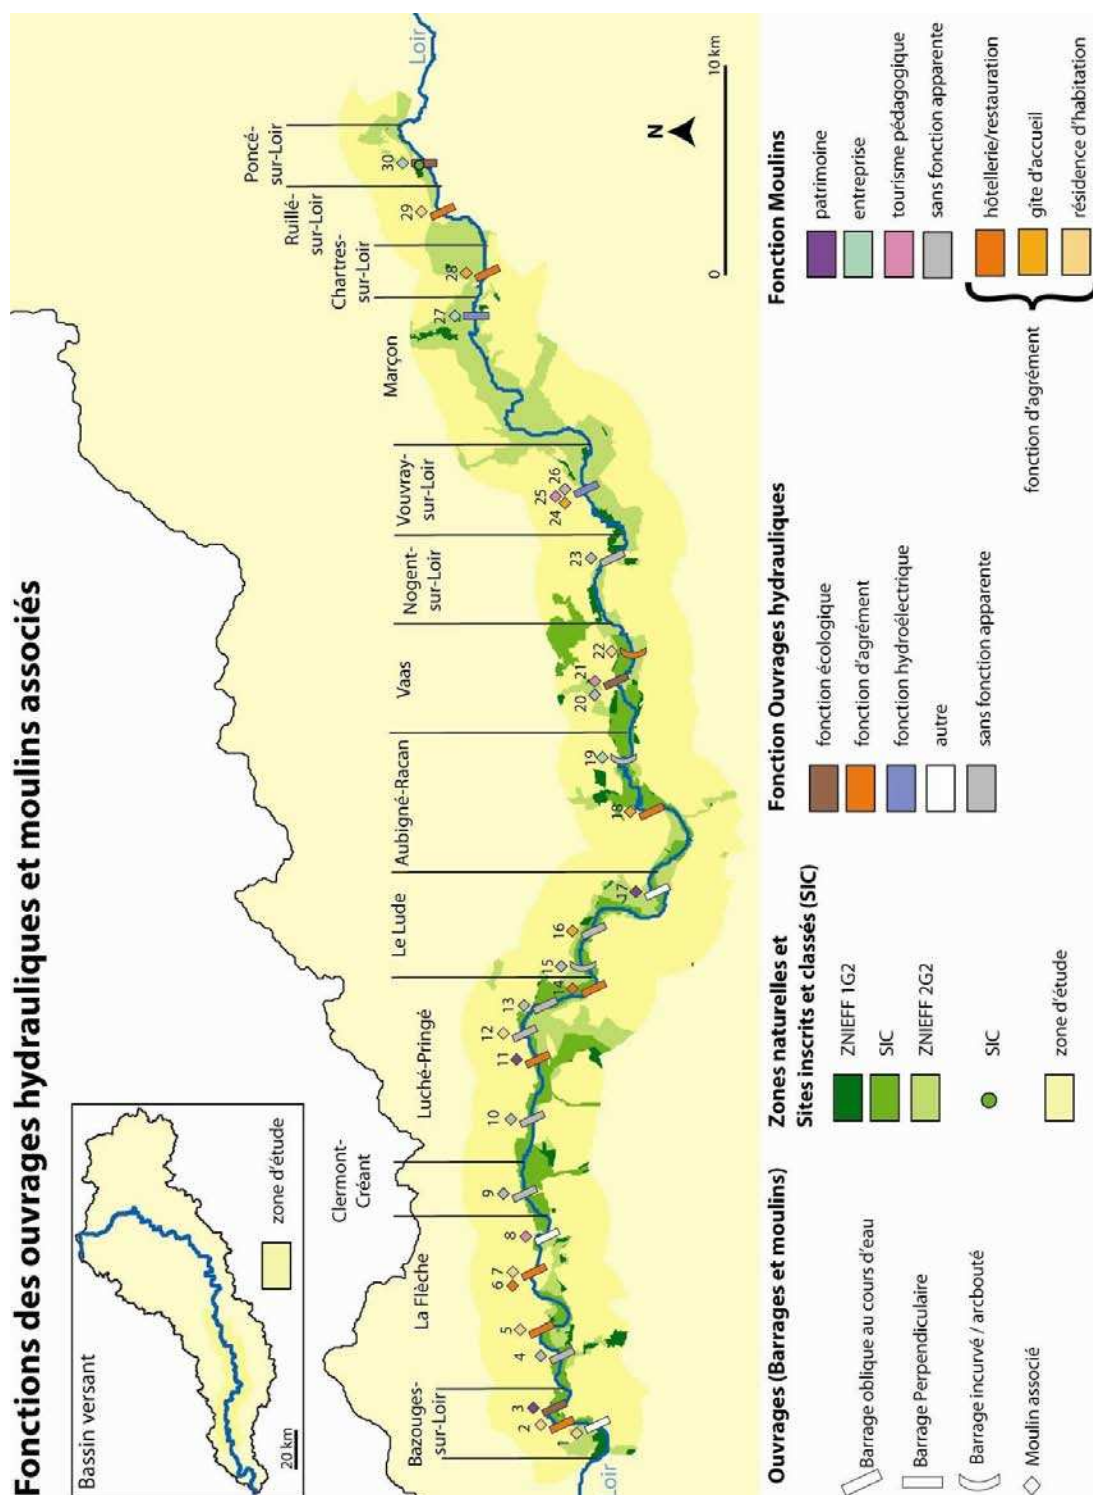 Fonctions des ouvrages hydrauliques et moulins associés
Bassin versant
zone d'étude
20 km
Bazouges-
sur-Loir
La Flèche
Clermont-
Créant
Luché-Pringé
Le Lude
Aubigné-Racan
Vaas
Nogent-
sur-Loir
Vouvray-
sur-Loir
Marçon
Chartres-
sur-Loir
Ruillé-
sur-Loir
Poncé-
sur-Loir
Loir
Loir
1
2
3
4
5
6
7
8
9
10
11
12
13
14
15
16
17
18
19
20
21
22
23
24
25
26
27
28
29
30
N
0
10 km
Ouvrages (Barrages et moulins)
Barrage oblique au cours d'eau
Barrage Perpendiculaire
Barrage incurvé / arcbouté
Moulin associé
Zones naturelles et
Sites inscrits et classés (SIC)
ZNIEFF 1G2
SIC
ZNIEFF 2G2
SIC
zone d'étude
Fonction Ouvrages hydrauliques
fonction écologique
fonction d'agrément
fonction hydroélectrique
autre
sans fonction apparente
Fonction Moulins
patrimoine
entreprise
tourisme pédagogique
sans fonction apparente
fonction d'agrément
hôtellerie/restauration
gîte d'accueil
résidence d'habitation